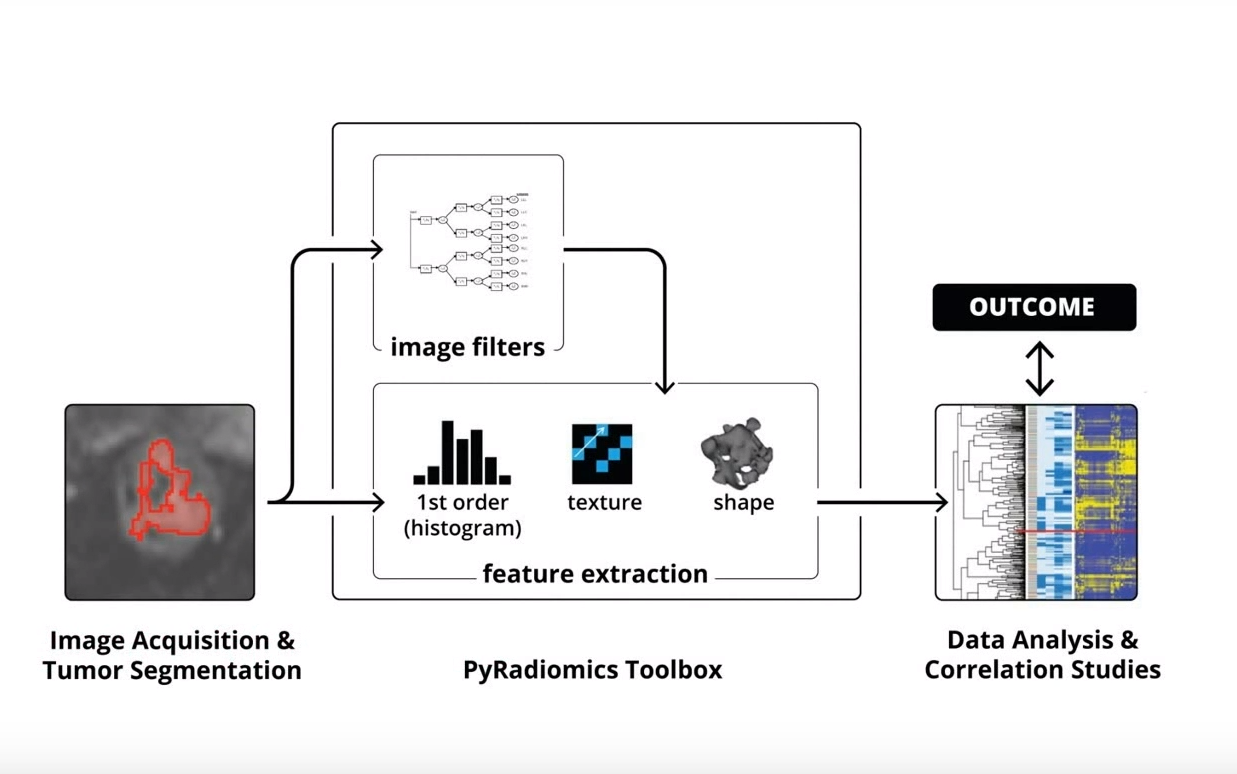 image filters
OUTCOME
1st order
(histogram)
texture
shape
feature extraction
Image Acquisition &
Tumor Segmentation
PyRadiomics Toolbox
Data Analysis &
Correlation Studies